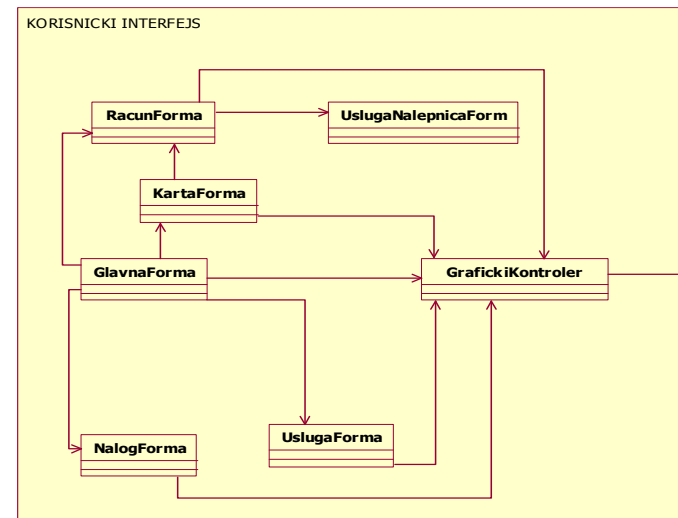 KORISNICKI INTERFEJS
RacunForma
UslugaNalepnicaForm
KartaForma
GlavnaForma
GrafickiKontroler
UslugaForma
NalogForma